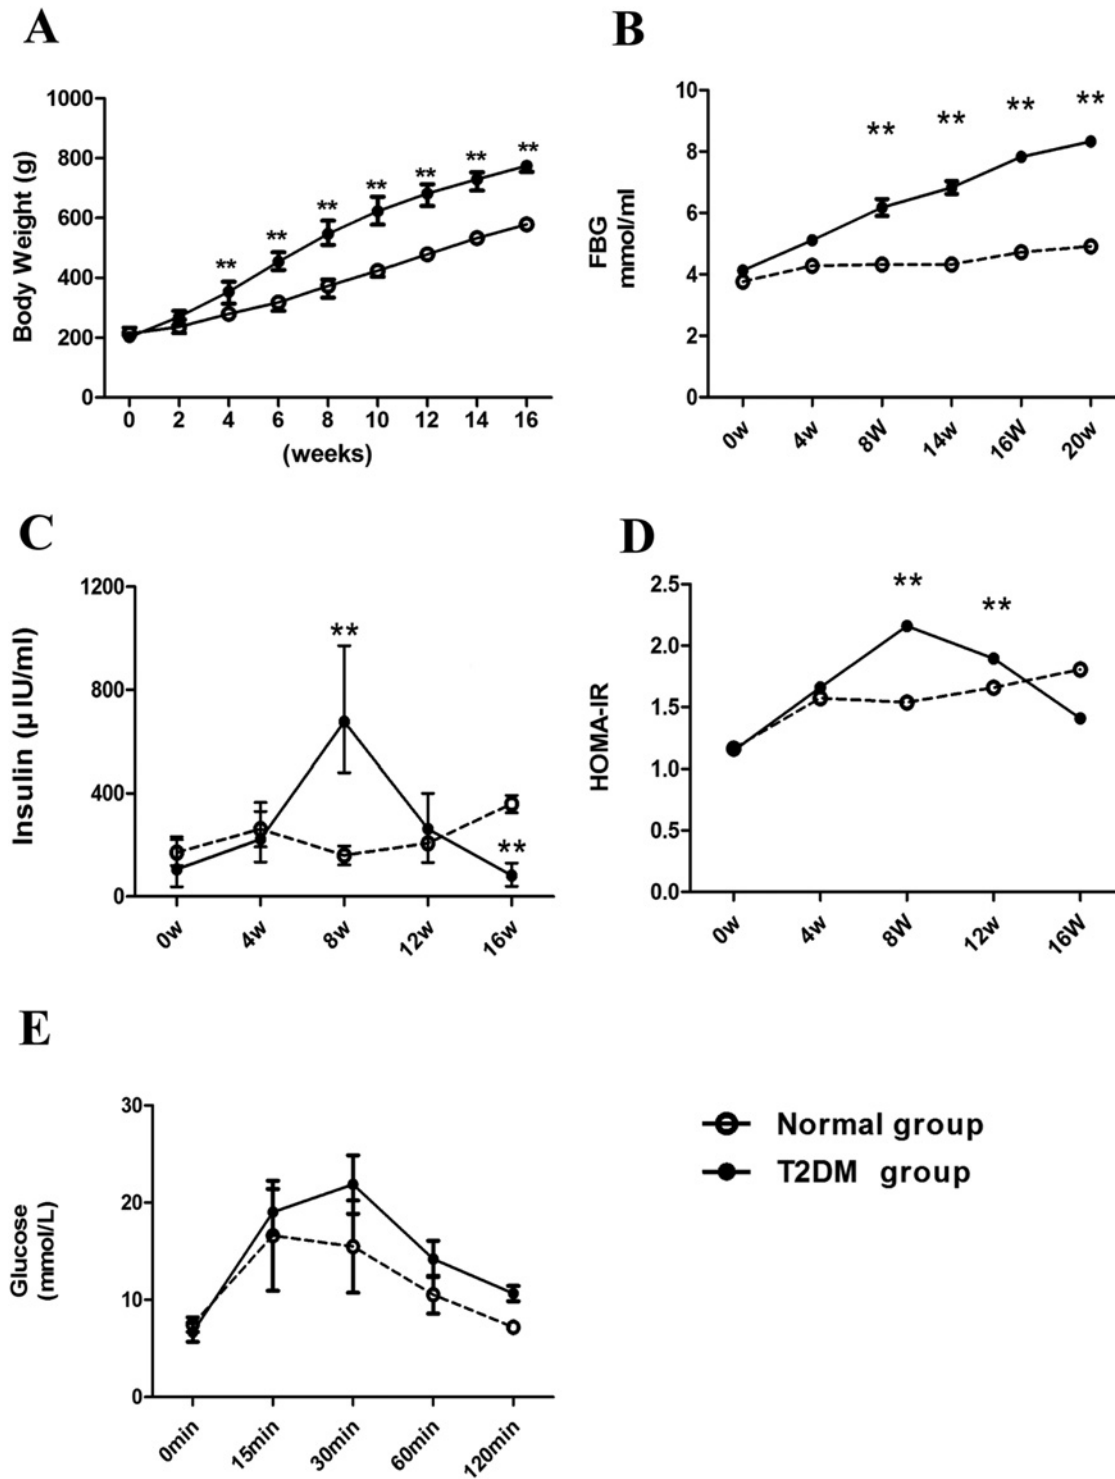 A
1000
800
600
400
200
0
Body Weight (g)
** ** ** ** ** ** **
0 2 4 6 8 10 12 14 16
(weeks)
B
10
8
6
4
2
0
FBG
mmol/ml
** ** ** **
0w 4w 8W 14w 16W 20w
C
1200
800
400
0
Insulin (μ IU/ml)
**
**
0w 4w 8w 12w 16w
D
2.5
2.0
1.5
1.0
0.5
0.0
HOMA-IR
** **
0w 4w 8W 12w 16W
E
30
20
10
0
Glucose
(mmol/L)
0min 15min 30min 60min 120min
Normal group
T2DM group